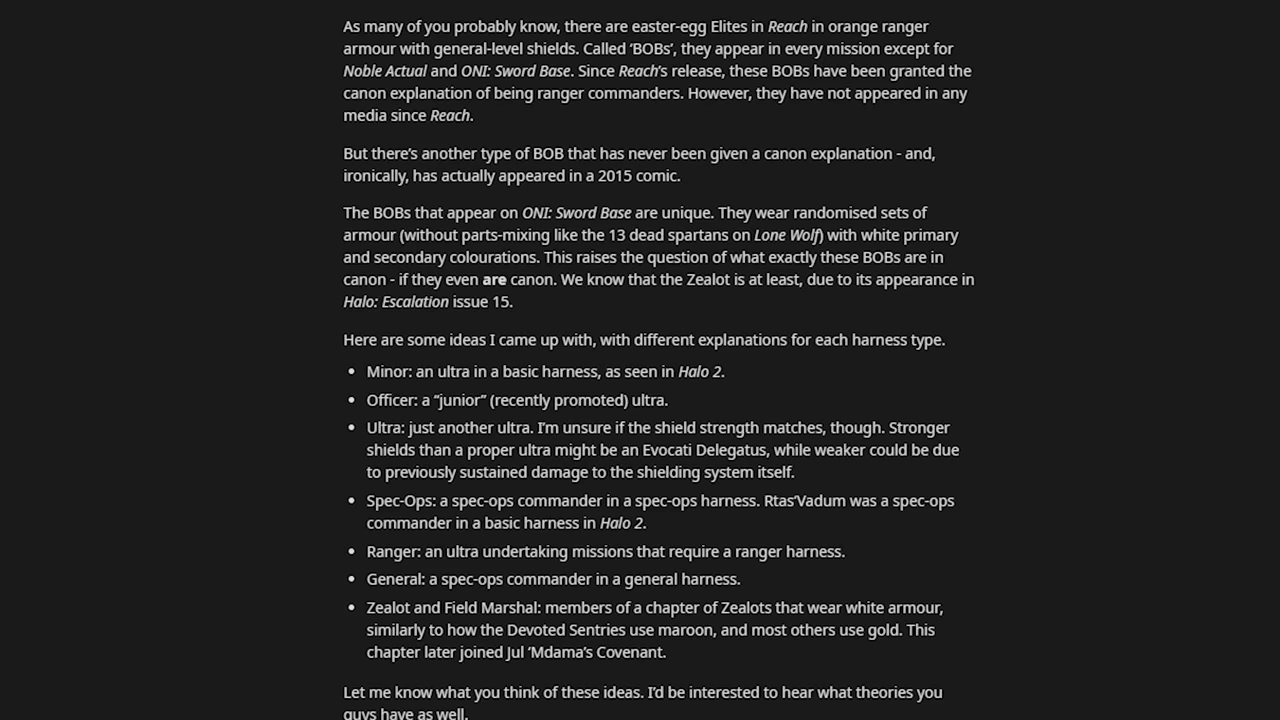 As many of you probably know, there are easter-egg Elites in Reach in orange ranger
armour with general-level shields. Called ‘BOBs’, they appear in every mission except for
Noble Actual and ONI: Sword Base. Since Reach’s release, these BOBs have been granted the
canon explanation of being ranger commanders. However, they have not appeared in any
media since Reach.
But there’s another type of BOB that has never been given a canon explanation - and,
ironically, has actually appeared in a 2015 comic.
The BOBs that appear on ONI: Sword Base are unique. They wear randomised sets of
armour (without parts-mixing like the 13 dead spartans on Lone Wolf) with white primary
and secondary colourations. This raises the question of what exactly these BOBs are in
canon - if they even are canon. We know that the Zealot is at least, due to its appearance in
Halo: Escalation issue 15.
Here are some ideas I came up with, with different explanations for each harness type.
• Minor: an ultra in a basic harness, as seen in Halo 2.
• Officer: a “junior” (recently promoted) ultra.
• Ultra: just another ultra. I’m unsure if the shield strength matches, though. Stronger
shields than a proper ultra might be an Evocati Delegatus, while weaker could be due
to previously sustained damage to the shielding system itself.
• Spec-Ops: a spec-ops commander in a spec-ops harness. Rtas‘Vadum was a spec-ops
commander in a basic harness in Halo 2.
• Ranger: an ultra undertaking missions that require a ranger harness.
• General: a spec-ops commander in a general harness.
• Zealot and Field Marshal: members of a chapter of Zealots that wear white armour,
similarly to how the Devoted Sentries use maroon, and most others use gold. This
chapter later joined Jul ‘Mdama’s Covenant.
Let me know what you think of these ideas. I’d be interested to hear what theories you
guys have as well.